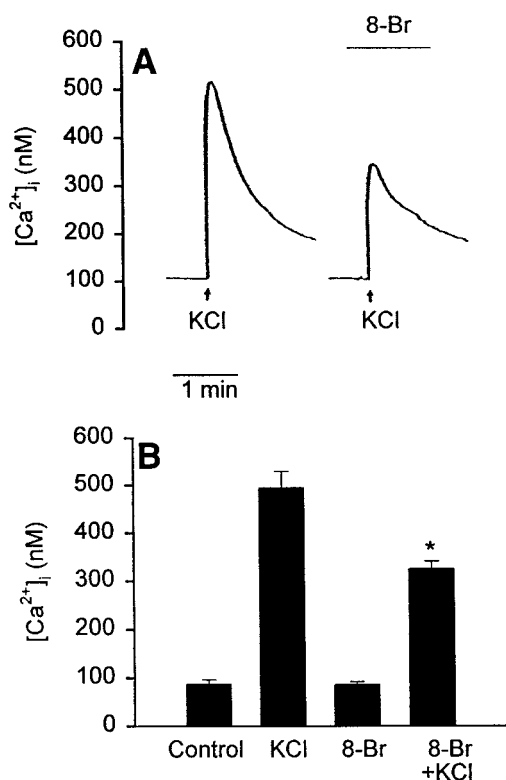 8-Br
A
600
500
400
300
200
100
0
[Ca²⁺]ᵢ (nM)
KCl
KCl
1 min
B
600
500
400
300
200
100
0
[Ca²⁺]ᵢ (nM)
*
Control KCl 8-Br 8-Br
+KCl